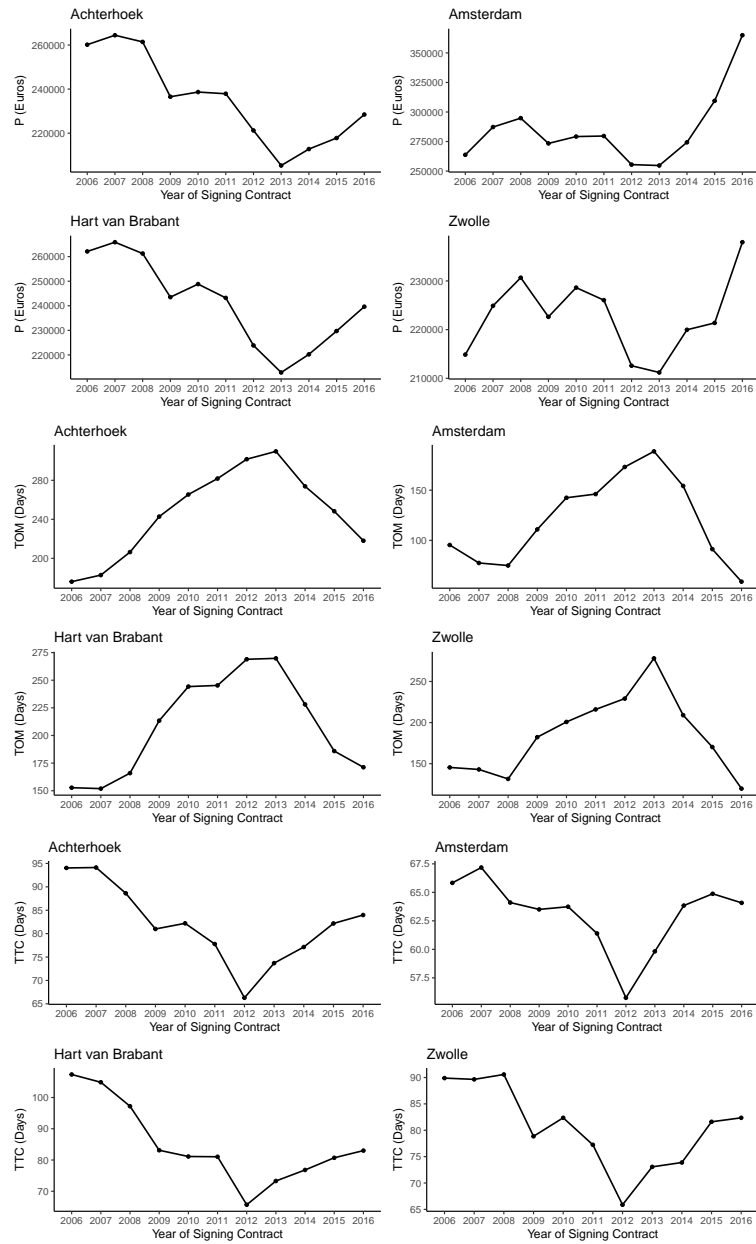 Achterhoek
Amsterdam
P (Euros)
260000
240000
220000
2006 2007 2008 2009 2010 2011 2012 2013 2014 2015 2016
Year of Signing Contract
P (Euros)
350000
325000
300000
275000
250000
2006 2007 2008 2009 2010 2011 2012 2013 2014 2015 2016
Year of Signing Contract
Hart van Brabant
Zwolle
P (Euros)
260000
250000
240000
230000
220000
2006 2007 2008 2009 2010 2011 2012 2013 2014 2015 2016
Year of Signing Contract
P (Euros)
230000
220000
210000
2006 2007 2008 2009 2010 2011 2012 2013 2014 2015 2016
Year of Signing Contract
Achterhoek
Amsterdam
TOM (Days)
280
240
200
2006 2007 2008 2009 2010 2011 2012 2013 2014 2015 2016
Year of Signing Contract
TOM (Days)
150
100
2006 2007 2008 2009 2010 2011 2012 2013 2014 2015 2016
Year of Signing Contract
Hart van Brabant
Zwolle
TOM (Days)
275
250
225
200
175
150
2006 2007 2008 2009 2010 2011 2012 2013 2014 2015 2016
Year of Signing Contract
TOM (Days)
250
200
150
2006 2007 2008 2009 2010 2011 2012 2013 2014 2015 2016
Year of Signing Contract
Achterhoek
Amsterdam
TTC (Days)
95
90
85
80
75
70
65
2006 2007 2008 2009 2010 2011 2012 2013 2014 2015 2016
Year of Signing Contract
TTC (Days)
67.5
65.0
62.5
60.0
57.5
2006 2007 2008 2009 2010 2011 2012 2013 2014 2015 2016
Year of Signing Contract
Hart van Brabant
Zwolle
TTC (Days)
100
90
80
70
2006 2007 2008 2009 2010 2011 2012 2013 2014 2015 2016
Year of Signing Contract
TTC (Days)
90
85
80
75
70
65
2006 2007 2008 2009 2010 2011 2012 2013 2014 2015 2016
Year of Signing Contract